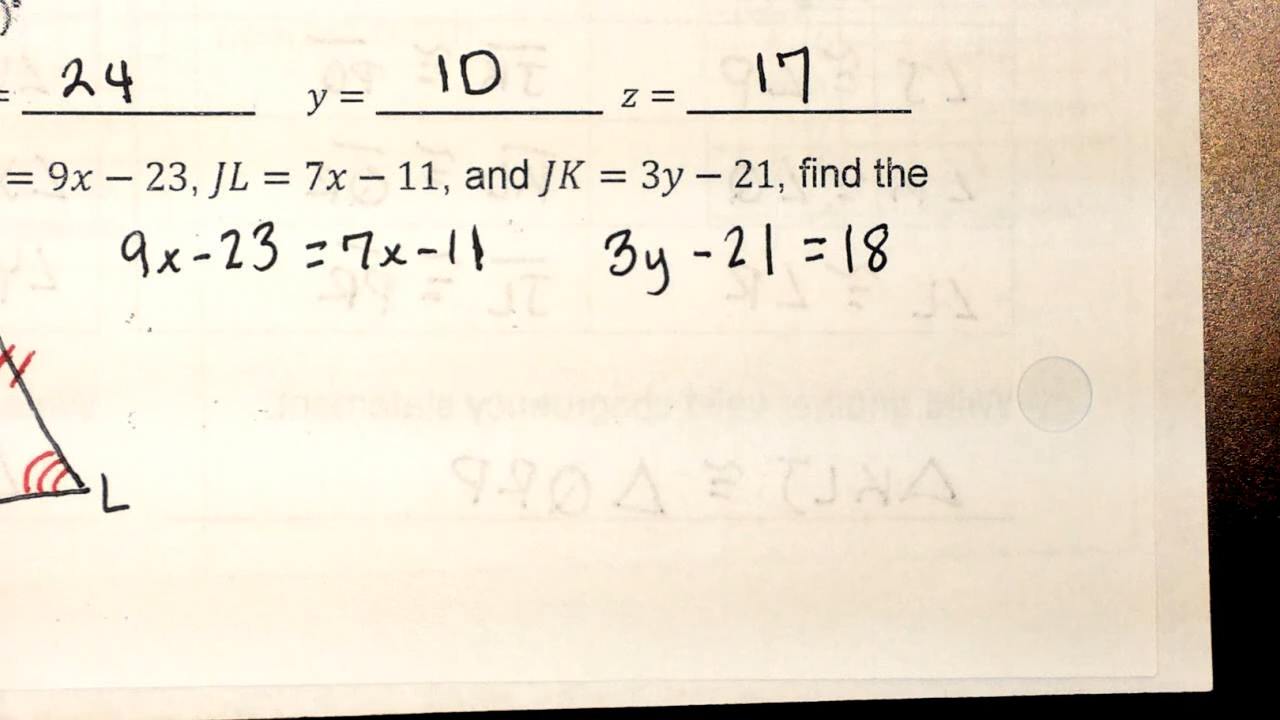 = 24 y = 10 z = 17
= 9x − 23, JL = 7x − 11, and JK = 3y − 21, find the
9x-23 = 7x-11 3y-21 = 18
L